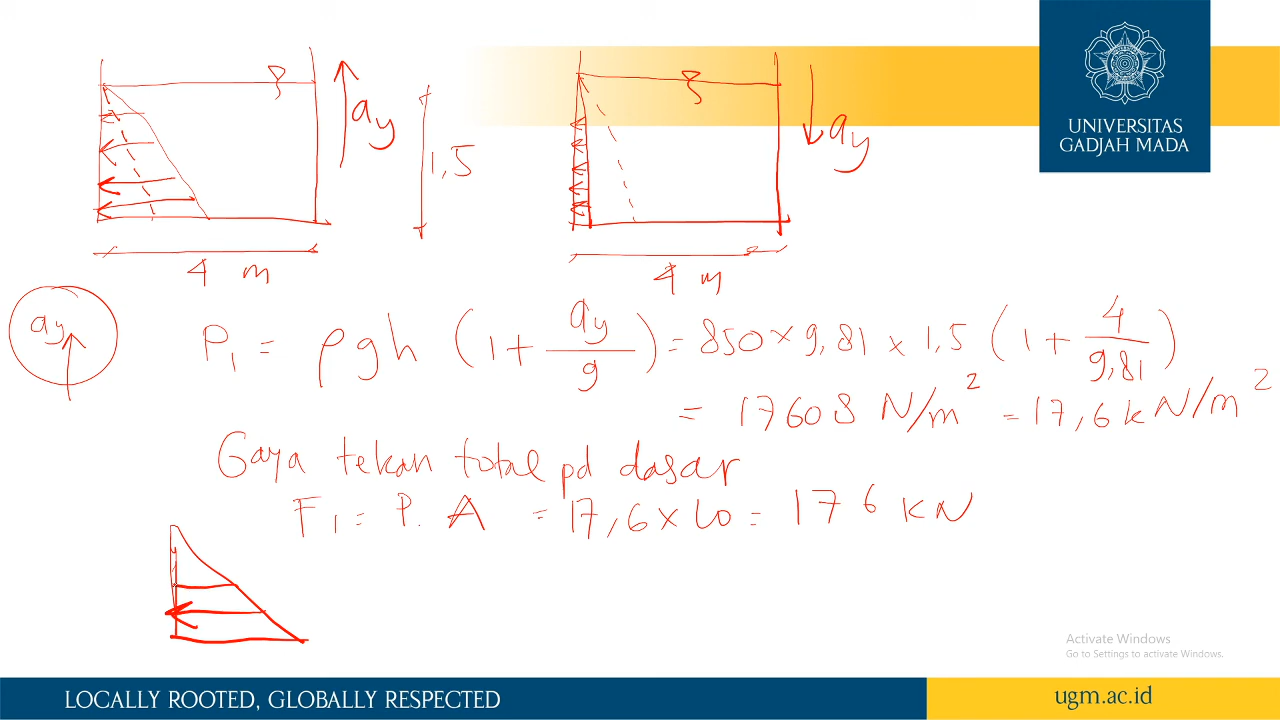 UNIVERSITAS
GADJAH MADA
ay
1,5
4 m
ay
4 m
ay
P1 = ρgh (1 + ay/g) = 850 × 9,81 × 1,5 (1 + 4/9,81)
= 17608 N/m² = 17,6 kN/m²
Gaya tekan total pd dasar
F1 = P. A = 17,6 × 10 = 176 KN
Activate Windows
Go to Settings to activate Windows.
LOCALLY ROOTED, GLOBALLY RESPECTED
ugm.ac.id